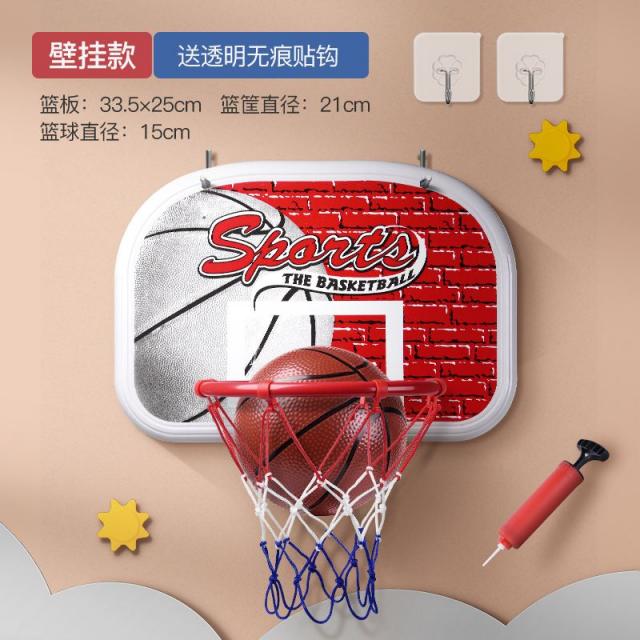 壁挂款 送透明无痕贴钩
篮板：33.5×25cm 篮筐直径：21cm
篮球直径：15cm
Sports
THE BASKETBALL